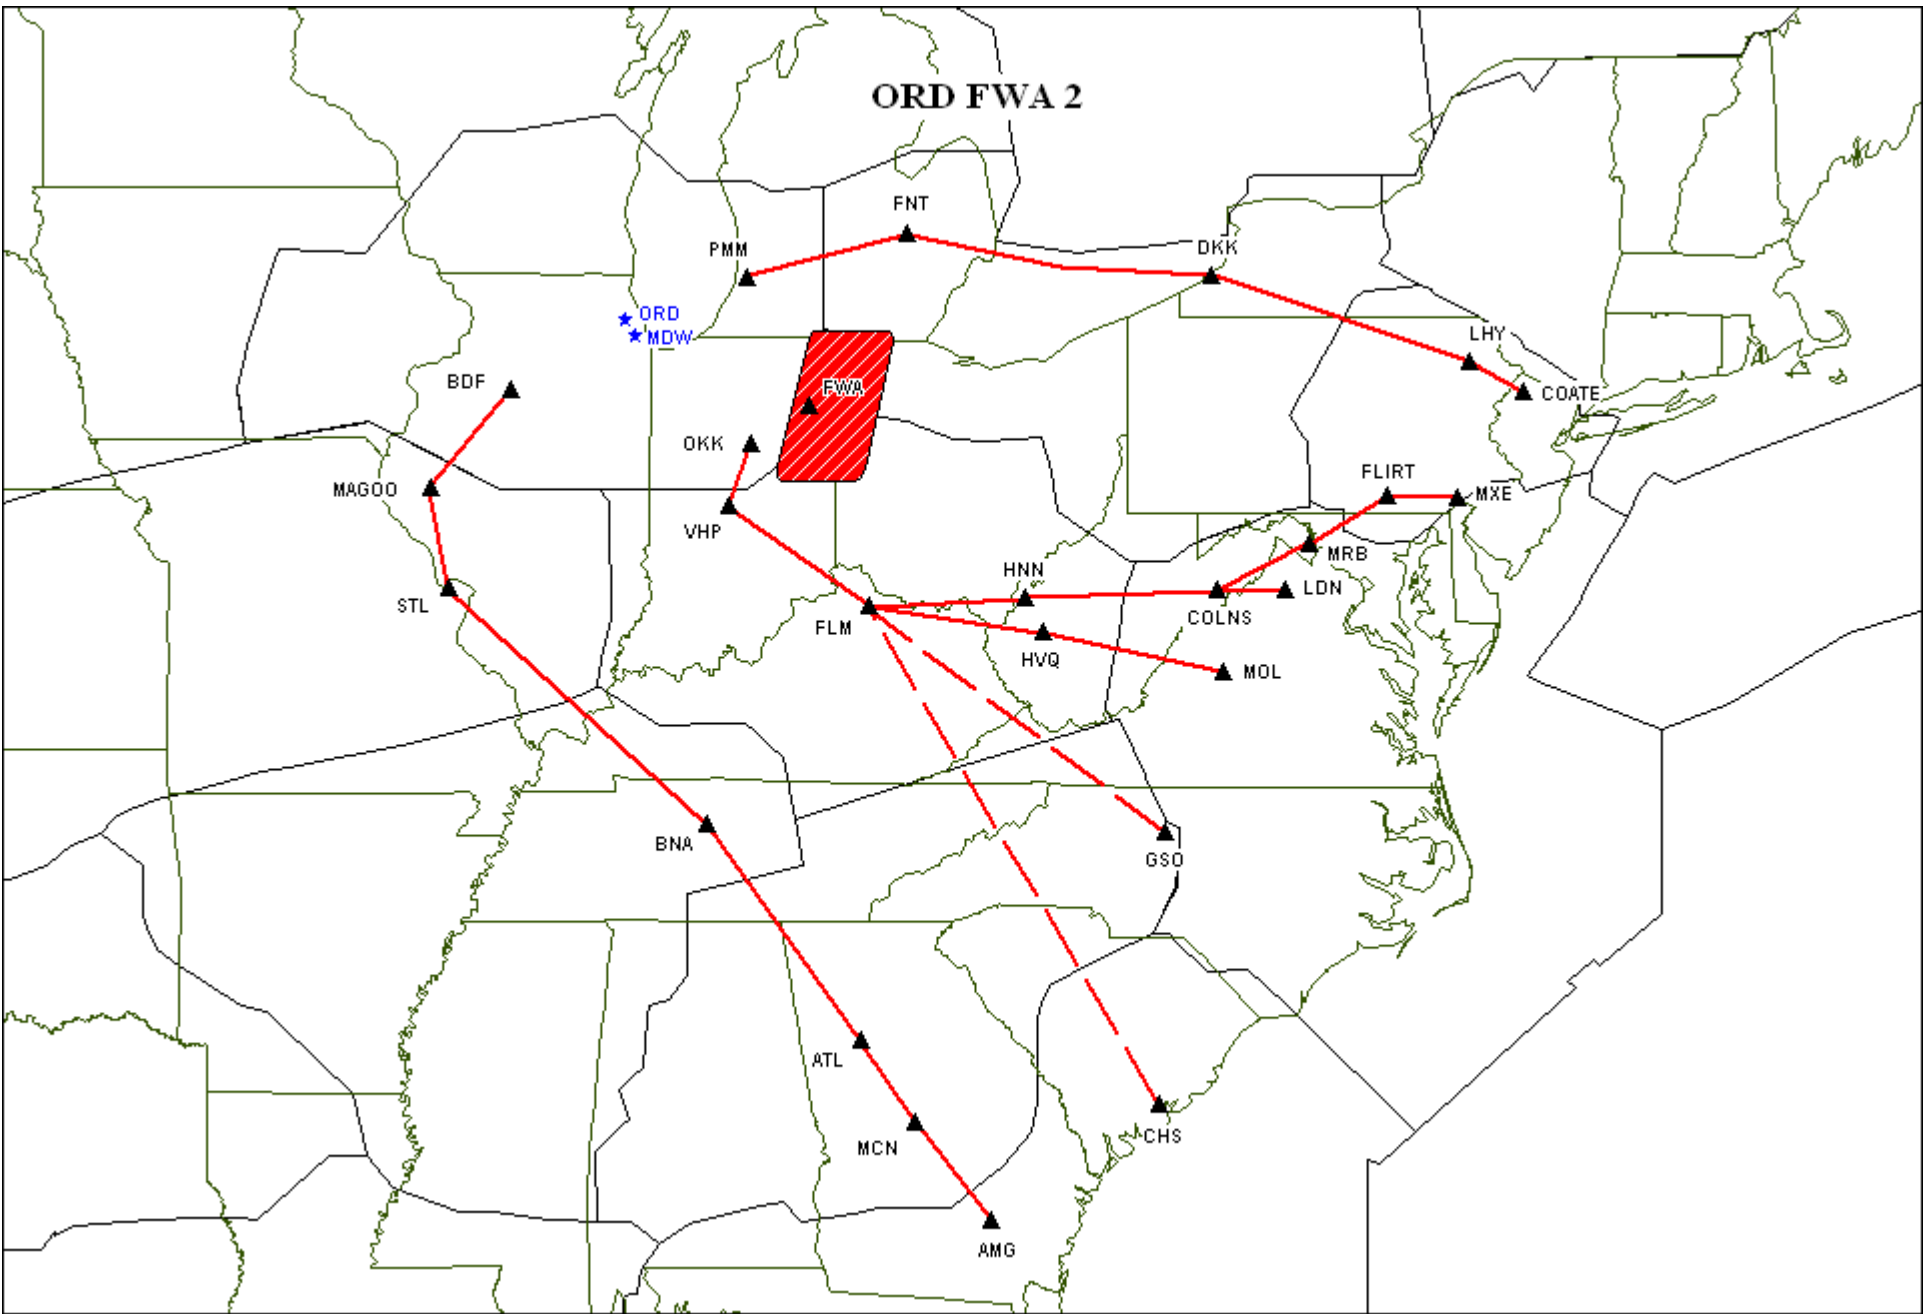 ORD FWA 2
FNT
PMM
DKK
ORD
MDW
LHY
BDF
FWA
COATE
OKK
MAGOO
FLIRT
MXE
VHP
MRB
HNN
LDN
STL
COLNS
FLM
HVQ
MOL
BNA
GSO
ATL
CHS
MCN
AMG